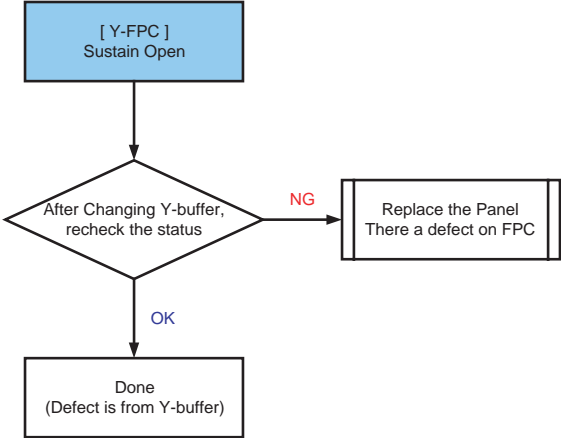 [ Y-FPC ]
Sustain Open
After Changing Y-buffer,
recheck the status
NG
Replace the Panel
There a defect on FPC
OK
Done
(Defect is from Y-buffer)